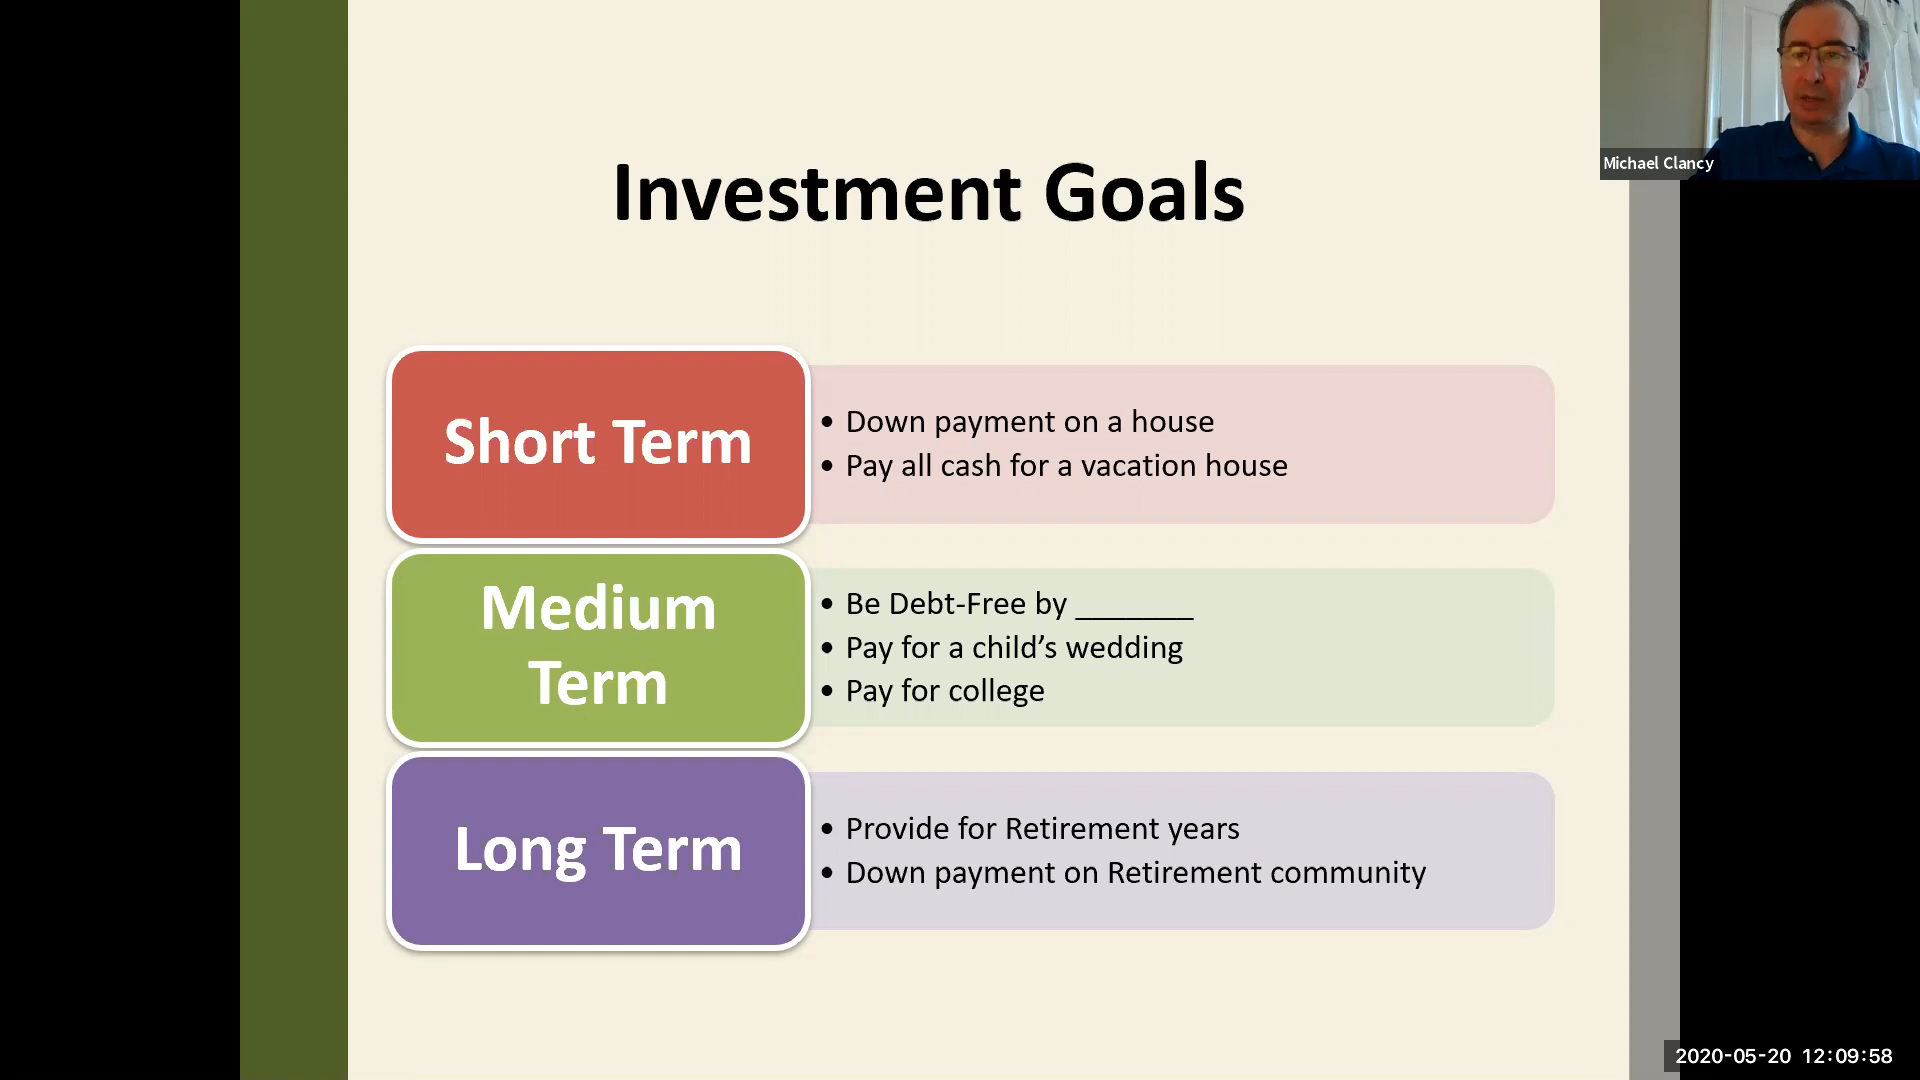 Investment Goals
Michael Clancy
Short Term
• Down payment on a house
• Pay all cash for a vacation house
Medium
Term
• Be Debt-Free by _______
• Pay for a child’s wedding
• Pay for college
Long Term
• Provide for Retirement years
• Down payment on Retirement community
2020-05-20 12:09:58